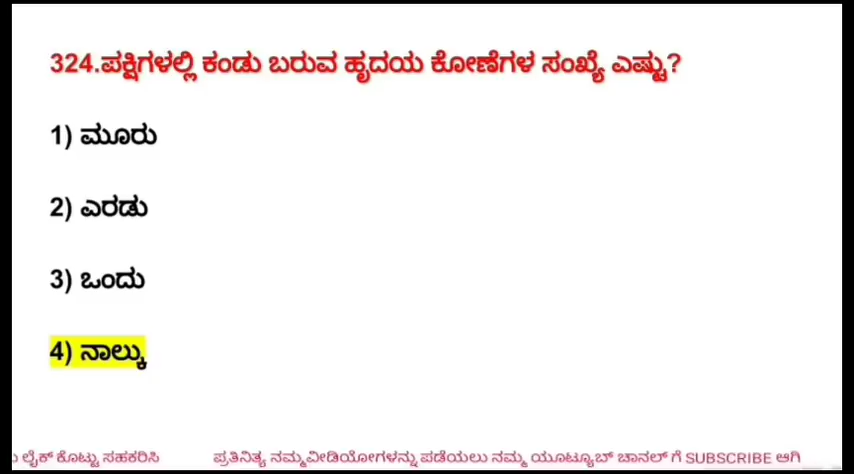 324.ಪಕ್ಷಿಗಳಲ್ಲಿ ಕಂಡು ಬರುವ ಹೃದಯ ಕೋಣೆಗಳ ಸಂಖ್ಯೆ ಎಷ್ಟು?
1) ಮೂರು
2) ಎರಡು
3) ಒಂದು
4) ನಾಲ್ಕು
ಲೈಕ್ ಕೊಟ್ಟು ಸಹಕರಿಸಿ ಪ್ರತಿನಿತ್ಯ ನಮ್ಮವೀಡಿಯೋಗಳನ್ನು ಪಡೆಯಲು ನಮ್ಮ ಯೂಟ್ಯೂಬ್ ಚಾನಲ್ ಗೆ SUBSCRIBE ಆಗಿ